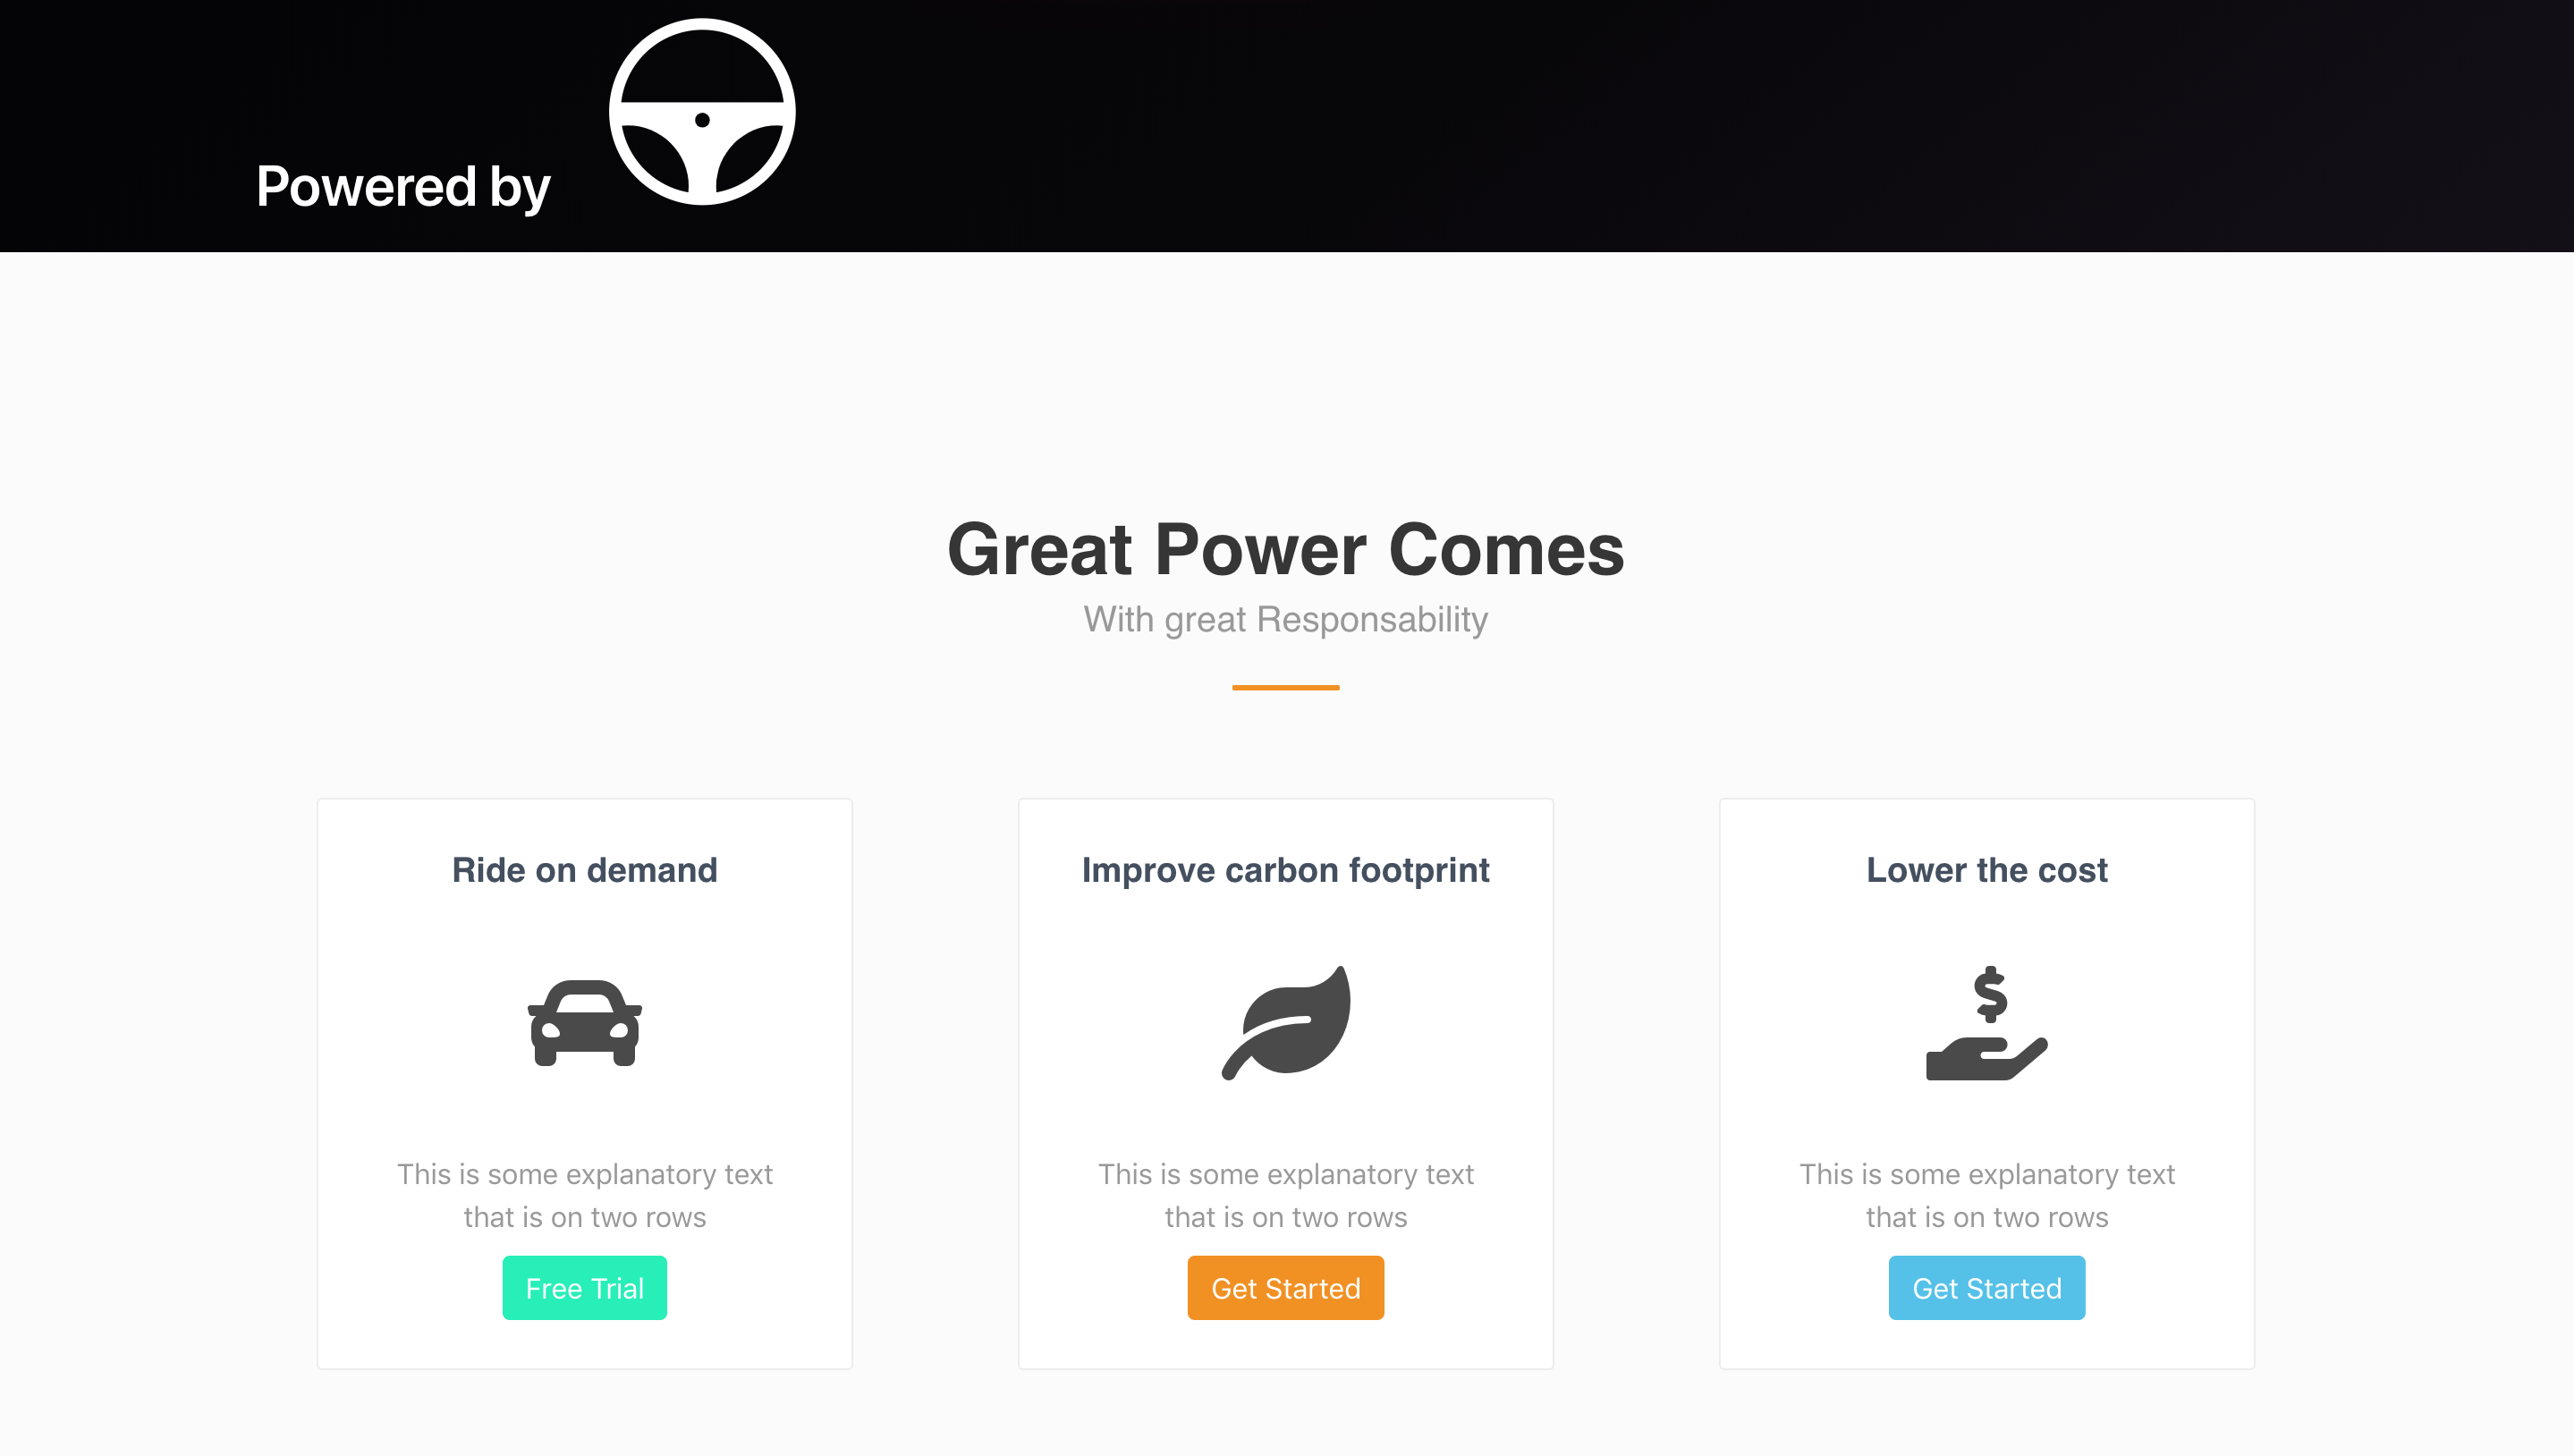 Powered by
Great Power Comes
With great Responsability
Ride on demand
This is some explanatory text
that is on two rows
Free Trial
Improve carbon footprint
This is some explanatory text
that is on two rows
Get Started
Lower the cost
$
This is some explanatory text
that is on two rows
Get Started